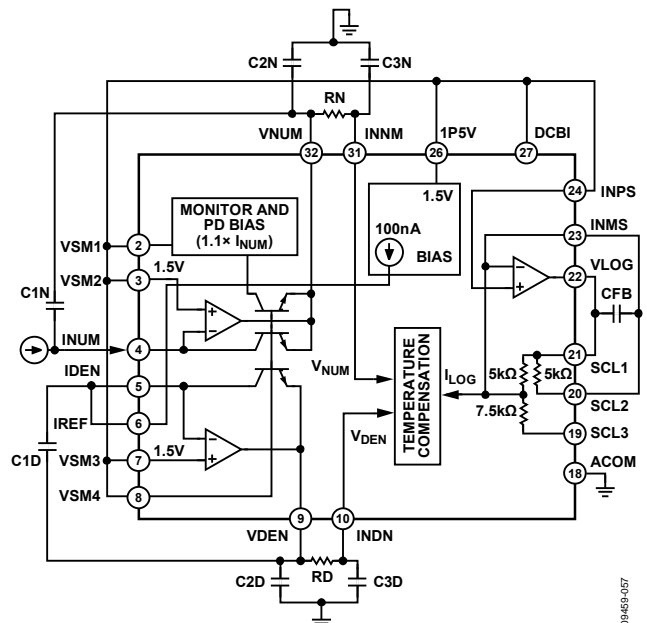 C2N
C3N
RN
VNUM
INNM
1P5V
DCBI
32
31
26
27
24
INPS
MONITOR AND
PD BIAS
(1.1× INUM)
1.5V
100nA
BIAS
23
INMS
VSM1
2
VSM2
3
1.5V
22
VLOG
C1N
CFB
INUM
4
IDEN
5
VNUM
TEMPERATURE
COMPENSATION
ILOG
21
SCL1
5kΩ
5kΩ
20
SCL2
IREF
6
VDEN
7.5kΩ
19
SCL3
C1D
VSM3
7
1.5V
18
ACOM
VSM4
8
9
10
VDEN
INDN
C2D
RD
C3D
09459-057